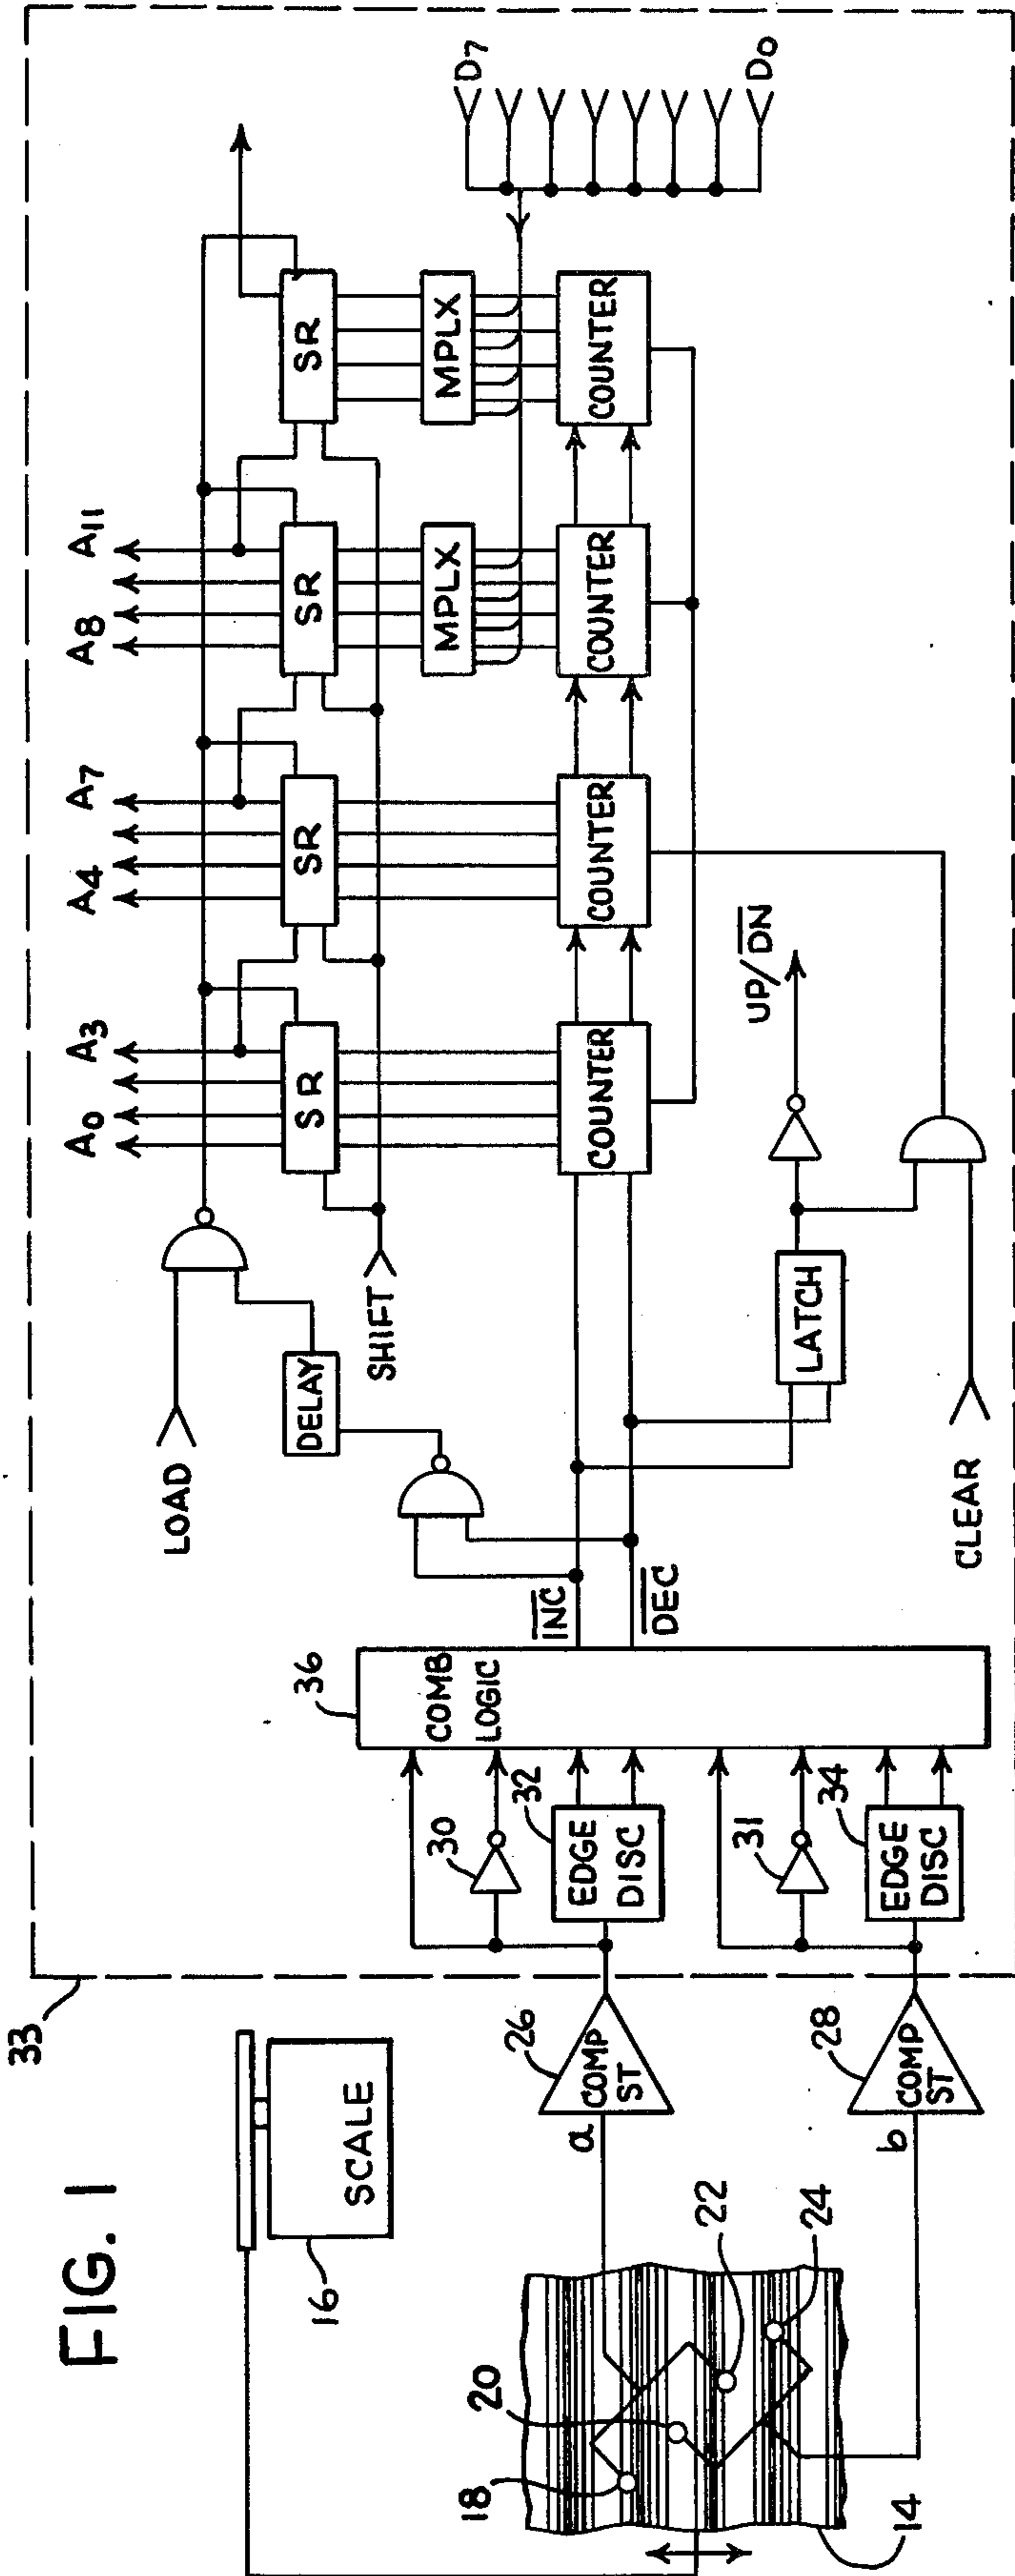 FIG. 1
33
16
SCALE
18
20
22
24
14
a
b
26
COMP
ST
28
COMP
ST
30
32
EDGE
DISC
31
34
EDGE
DISC
36
COMB
LOGIC
INC
DEC
LOAD
DELAY
SHIFT
CLEAR
LATCH
UP/DN
A0
A3
A4
A7
A8
A11
SR
SR
SR
SR
MPLX
MPLX
COUNTER
COUNTER
COUNTER
COUNTER
D7
D0